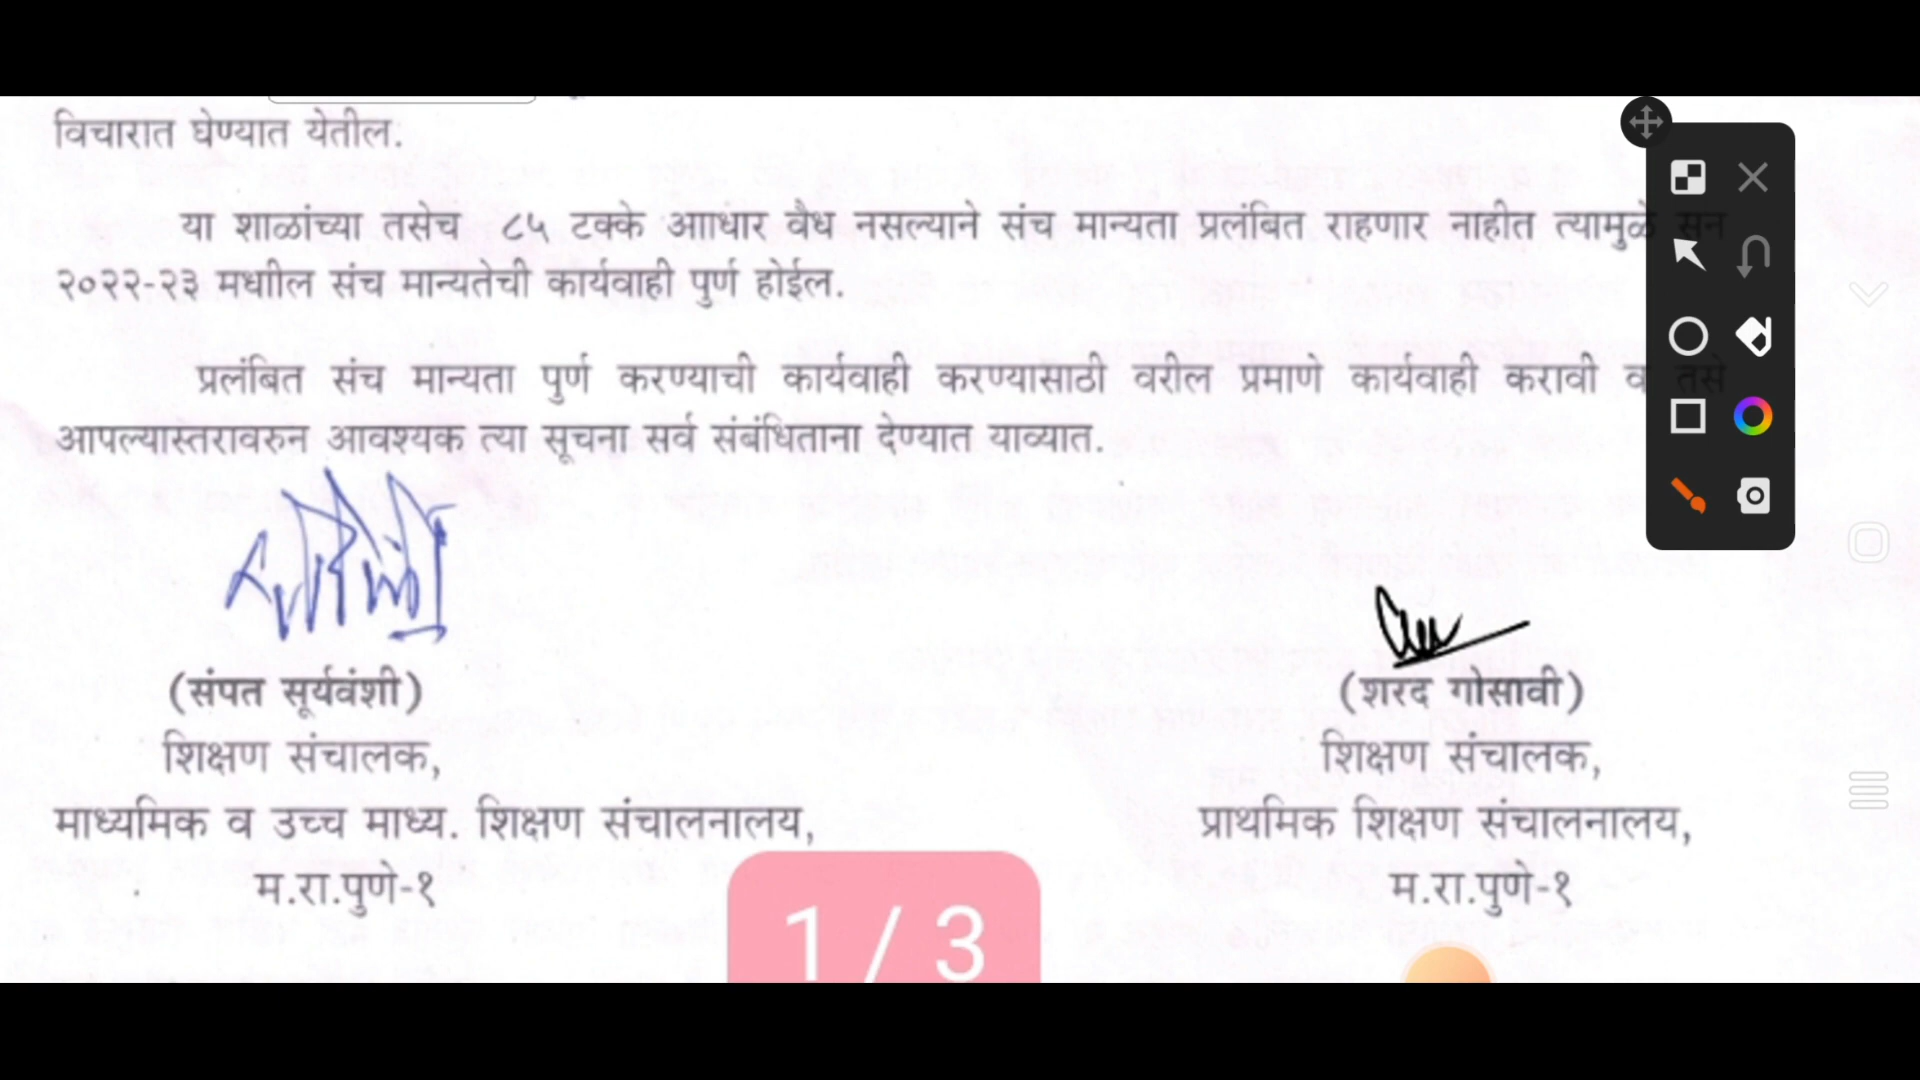 विचारात घेण्यात येतील.
या शाळांच्या तसेच ८५ टक्के आाधार वैध नसल्याने संच मान्यता प्रलंबित राहणार नाहीत त्यामुळे सन
२०२२-२३ मधाील संच मान्यतेची कार्यवाही पुर्ण होईल.
प्रलंबित संच मान्यता पुर्ण करण्याची कार्यवाही करण्यासाठी वरील प्रमाणे कार्यवाही करावी व तसे
आपल्यास्तरावरुन आवश्यक त्या सूचना सर्व संबंधिताना देण्यात याव्यात.
(संपत सूर्यवंशी)
शिक्षण संचालक,
माध्यमिक व उच्च माध्य. शिक्षण संचालनालय,
म.रा.पुणे-१
(शरद गोसावी)
शिक्षण संचालक,
प्राथमिक शिक्षण संचालनालय,
म.रा.पुणे-१
1 / 3